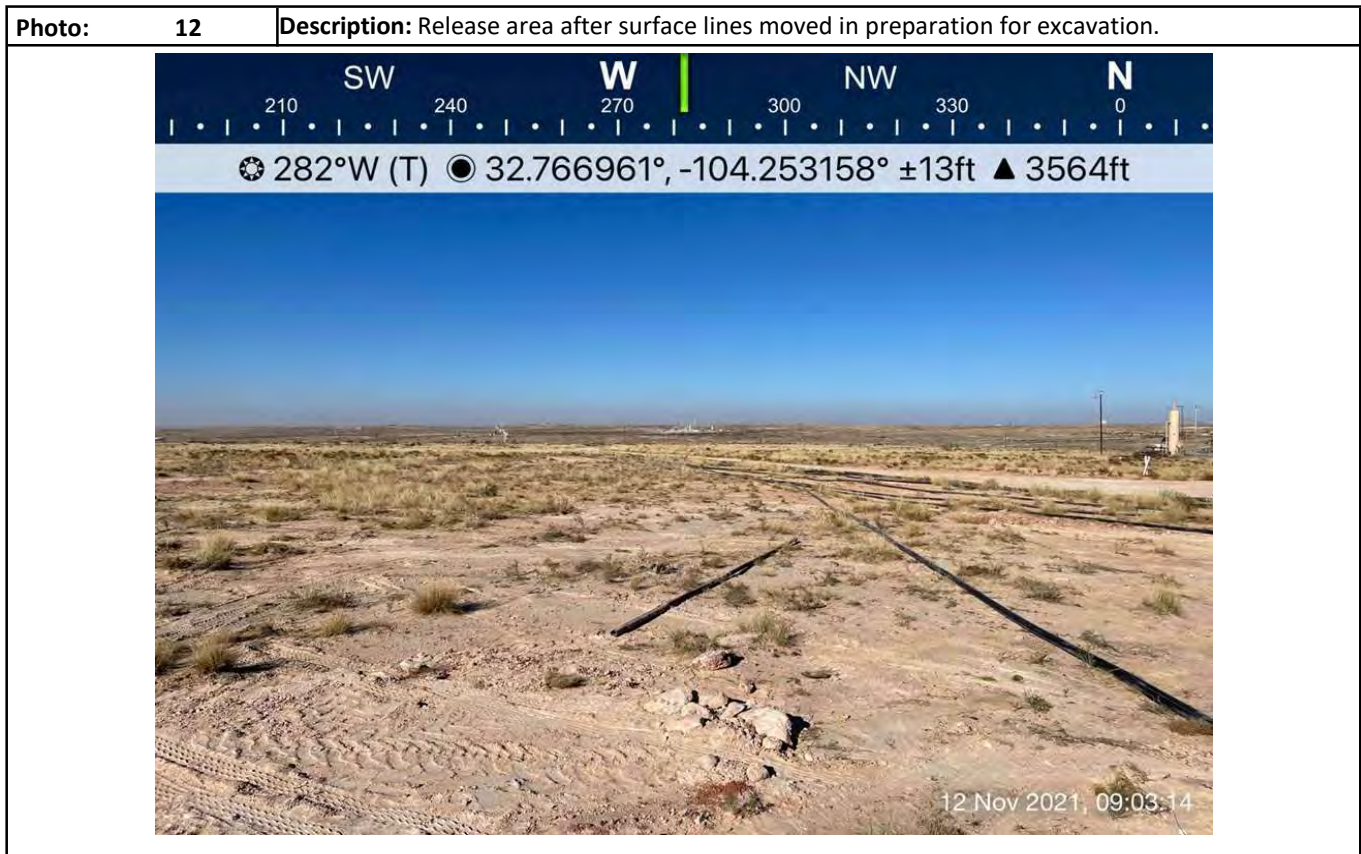 Photo: 12 Description: Release area after surface lines moved in preparation for excavation.
SW W NW N
210 240 270 300 330 0
282°W (T) 32.766961°, -104.253158° ±13ft ▲ 3564ft
12 Nov 2021, 09:03:14